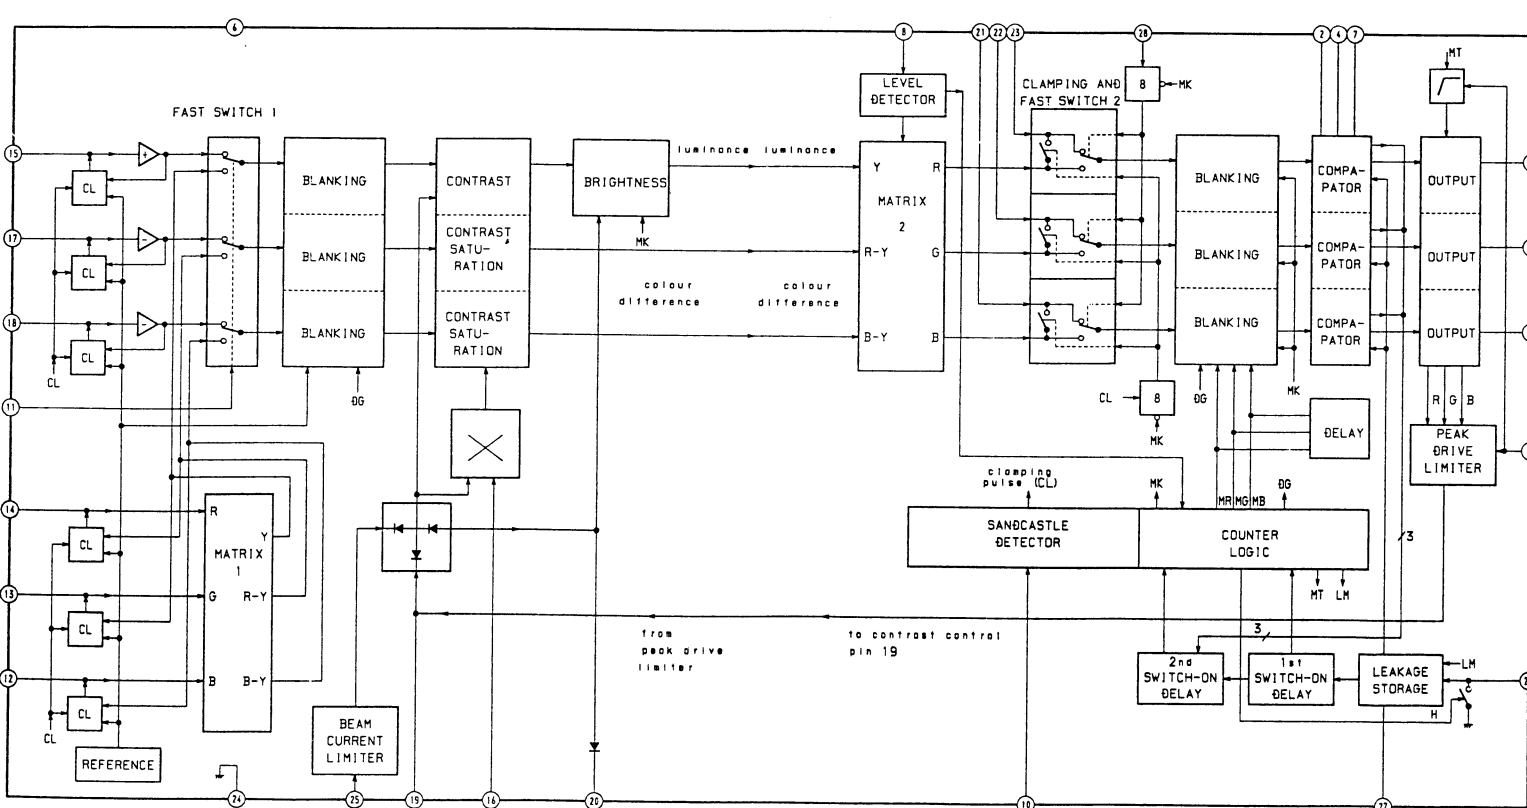 6
8
21
22
23
28
2
4
7
MT
LEVEL
DETECTOR
CLAMPING AND
FAST SWITCH 2
8
MK
FAST SWITCH 1
15
+
CL
17
-
CL
18
-
CL
CL
11
BLANKING
BLANKING
BLANKING
DG
CONTRAST
CONTRAST
SATU-
RATION
CONTRAST
SATU-
RATION
BRIGHTNESS
MK
luminance luminance
colour
difference
colour
difference
Y
R
MATRIX
2
R-Y
G
B-Y
B
CL
8
MK
BLANKING
BLANKING
BLANKING
DG
MK
COMPA-
PATOR
COMPA-
PATOR
COMPA-
PATOR
OUTPUT
OUTPUT
OUTPUT
R
G
B
DELAY
PEAK
DRIVE
LIMITER
clamping
pulse (CL)
MK
MR
MG
MB
DG
SANDCASTLE
DETECTOR
COUNTER
LOGIC
MT
LM
3
3
14
R
Y
CL
MATRIX
1
13
G
R-Y
CL
12
B
B-Y
CL
CL
REFERENCE
BEAM
CURRENT
LIMITER
from
peak drive
limiter
to contrast control
pin 19
2nd
SWITCH-ON
DELAY
1st
SWITCH-ON
DELAY
LEAKAGE
STORAGE
LM
H
24
25
19
16
20
10
27